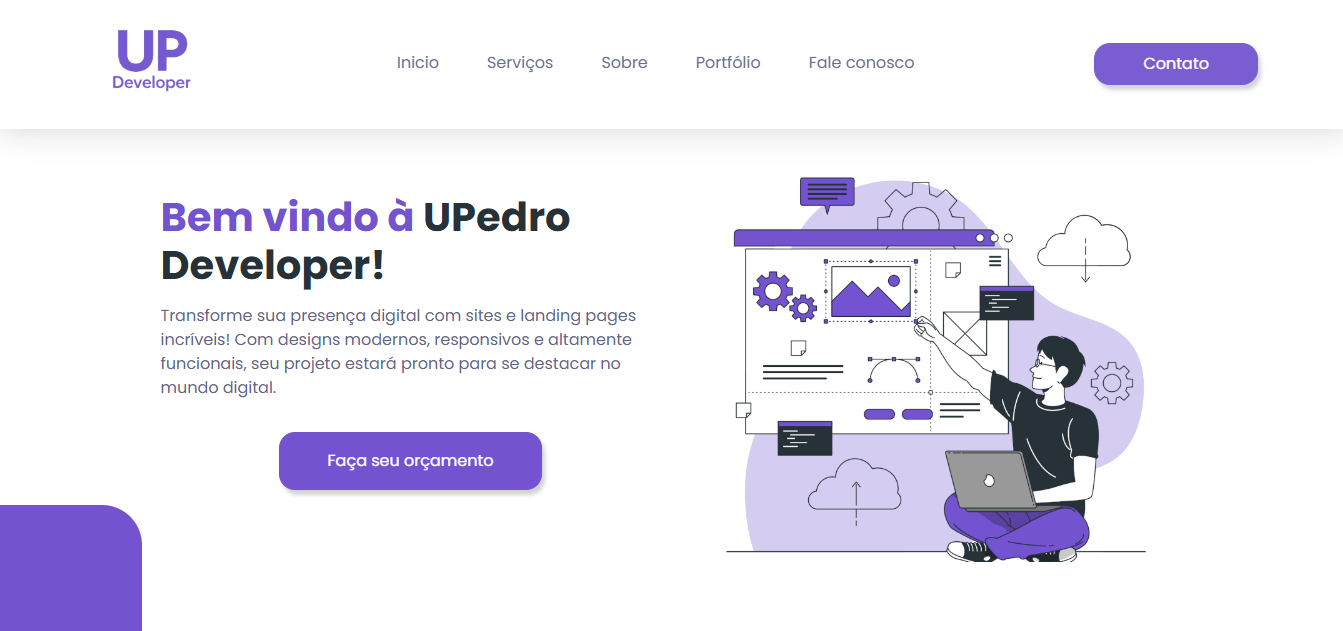 UP
Developer
Inicio
Serviços
Sobre
Portfólio
Fale conosco
Contato
Bem vindo à UPedro
Developer!
Transforme sua presença digital com sites e landing pages
incríveis! Com designs modernos, responsivos e altamente
funcionais, seu projeto estará pronto para se destacar no
mundo digital.
Faça seu orçamento